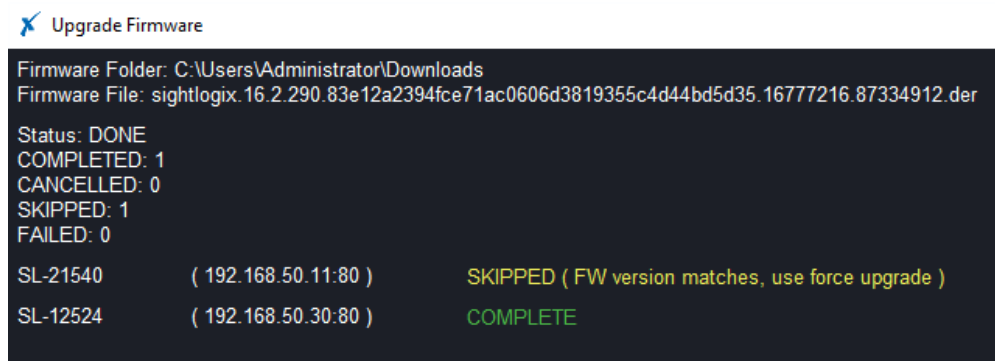 Upgrade Firmware
Firmware Folder: C:\Users\Administrator\Downloads
Firmware File: sightlogix.16.2.290.83e12a2394fce71ac0606d3819355c4d44bd5d35.16777216.87334912.der
Status: DONE
COMPLETED: 1
CANCELLED: 0
SKIPPED: 1
FAILED: 0
SL-21540 ( 192.168.50.11:80 ) SKIPPED ( FW version matches, use force upgrade )
SL-12524 ( 192.168.50.30:80 ) COMPLETE